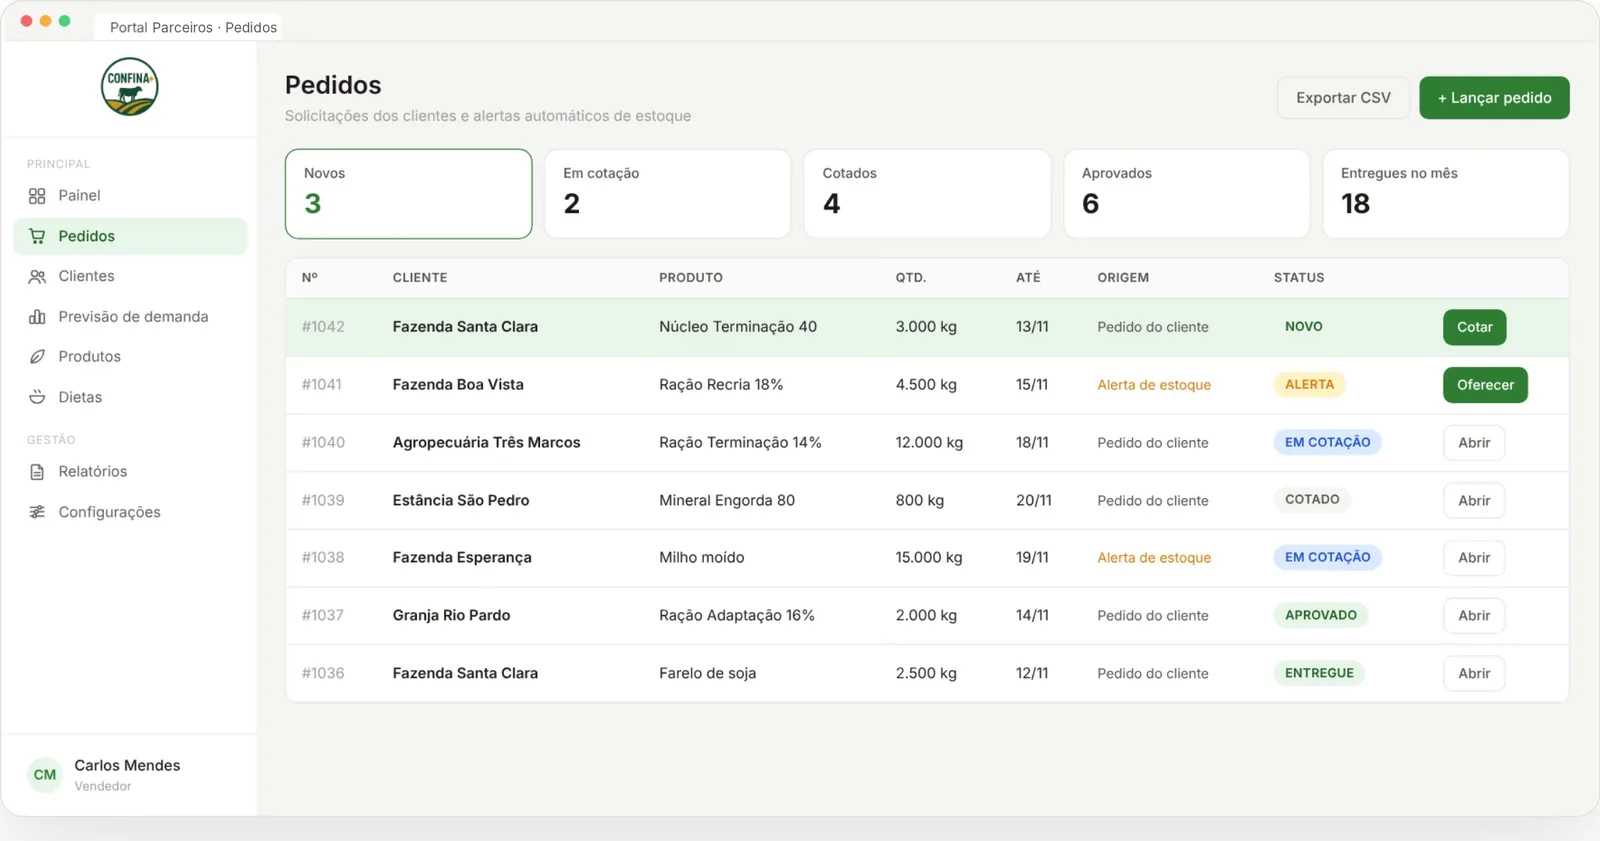 Portal Parceiros · Pedidos
CONFINA+
PRINCIPAL
Painel
Pedidos
Clientes
Previsão de demanda
Produtos
Dietas
GESTÃO
Relatórios
Configurações
CM
Carlos Mendes
Vendedor
Pedidos
Solicitações dos clientes e alertas automáticos de estoque
Exportar CSV
+ Lançar pedido
Novos
3
Em cotação
2
Cotados
4
Aprovados
6
Entregues no mês
18
Nº CLIENTE PRODUTO QTD. ATÉ ORIGEM STATUS
#1042 Fazenda Santa Clara Núcleo Terminação 40 3.000 kg 13/11 Pedido do cliente NOVO Cotar
#1041 Fazenda Boa Vista Ração Recria 18% 4.500 kg 15/11 Alerta de estoque ALERTA Oferecer
#1040 Agropecuária Três Marcos Ração Terminação 14% 12.000 kg 18/11 Pedido do cliente EM COTAÇÃO Abrir
#1039 Estância São Pedro Mineral Engorda 80 800 kg 20/11 Pedido do cliente COTADO Abrir
#1038 Fazenda Esperança Milho moído 15.000 kg 19/11 Alerta de estoque EM COTAÇÃO Abrir
#1037 Granja Rio Pardo Ração Adaptação 16% 2.000 kg 14/11 Pedido do cliente APROVADO Abrir
#1036 Fazenda Santa Clara Farelo de soja 2.500 kg 12/11 Pedido do cliente ENTREGUE Abrir